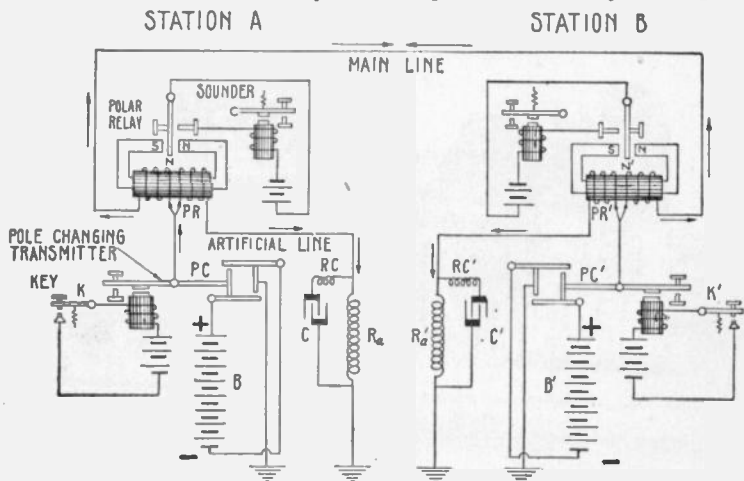 STATION A
STATION B
MAIN LINE
SOUNDER
POLAR
RELAY
C
S N
N
PR
S N
N'
PR'
ARTIFICIAL LINE
POLE CHANGING
TRANSMITTER
PC
KEY
K
RC
C
Ra
B
+
−
RC'
C'
Ra'
PC'
K'
B'
+
−